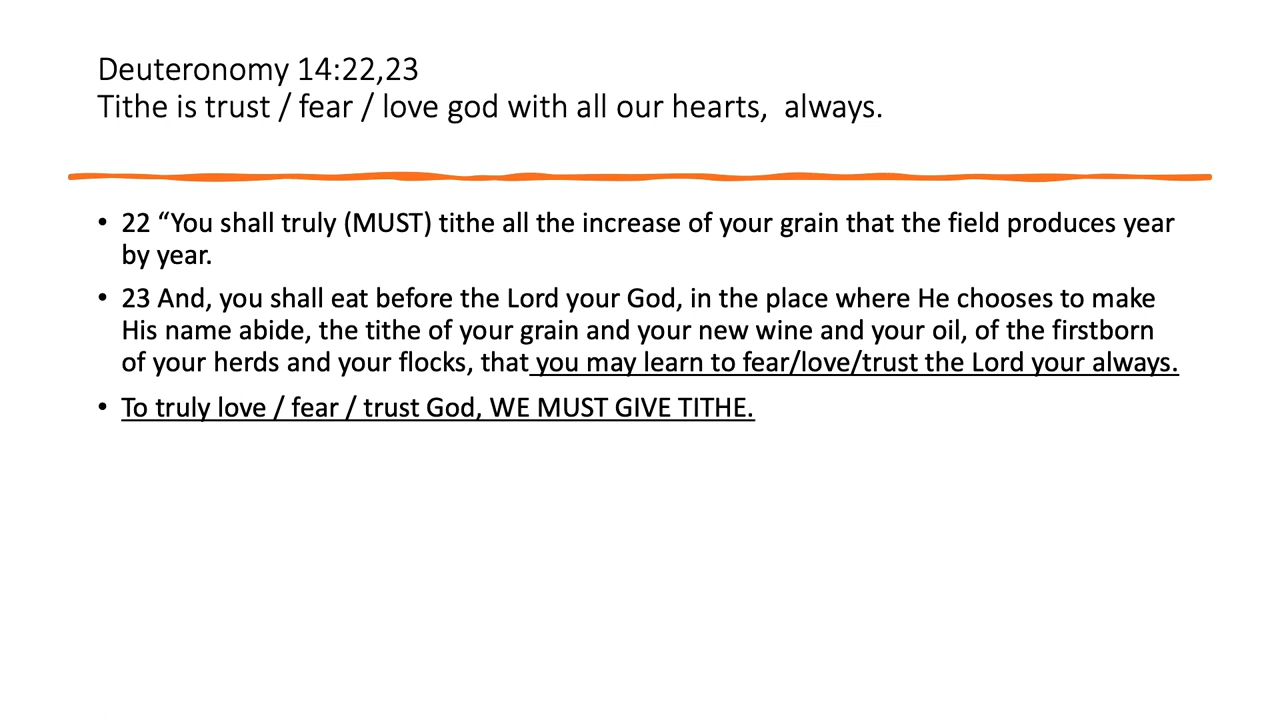 Deuteronomy 14:22,23
Tithe is trust / fear / love god with all our hearts,  always.
• 22 “You shall truly (MUST) tithe all the increase of your grain that the field produces year
by year.
• 23 And, you shall eat before the Lord your God, in the place where He chooses to make
His name abide, the tithe of your grain and your new wine and your oil, of the firstborn
of your herds and your flocks, that you may learn to fear/love/trust the Lord your always.
• To truly love / fear / trust God, WE MUST GIVE TITHE.